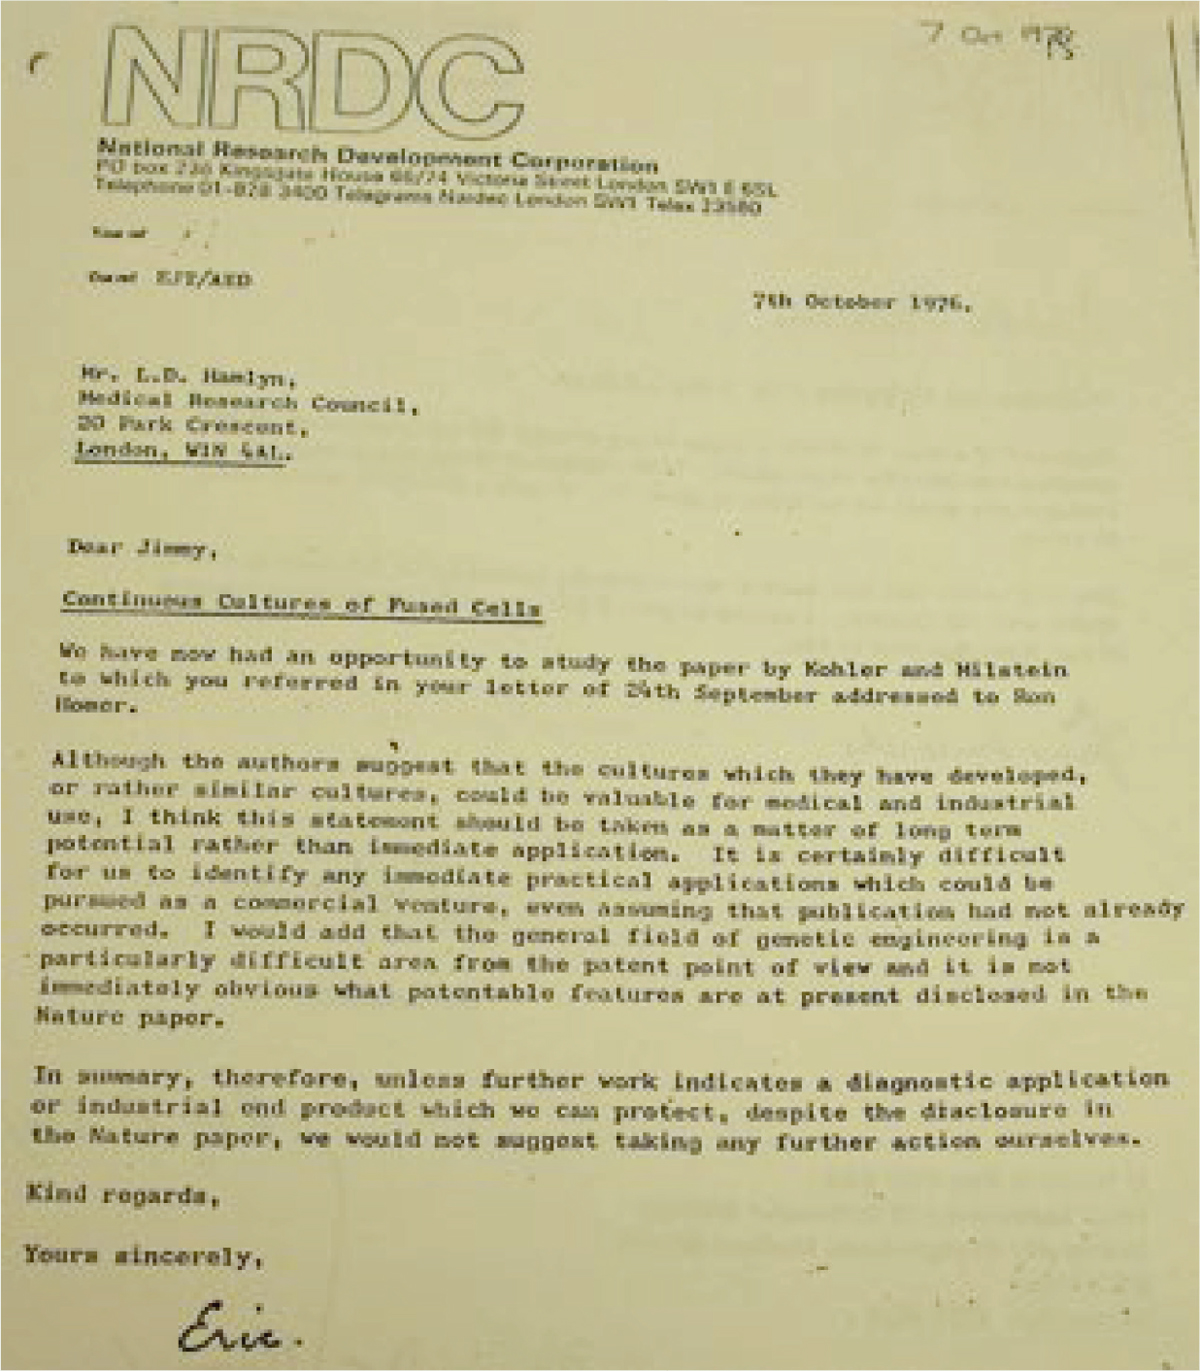 7 Oct 197
NRDC
National Research Development Corporation
PO box 236 Kingsgate House 66/74 Victoria Street London SW1 E 6SL
Telephone 01-828 3400 Telegrams Nardec London SW1 Telex 23580
Your ref
Our ref EJT/AED
7th October 1976.
Mr. L.D. Hamlyn,
Medical Research Council,
20 Park Crescent,
London, W1N 4AL.
Dear Jimmy,
Continuous Cultures of Fused Cells
We have now had an opportunity to study the paper by Kohler and Milstein
to which you referred in your letter of 24th September addressed to Ron
Homer.
Although the authors suggest that the cultures which they have developed,
or rather similar cultures, could be valuable for medical and industrial
use, I think this statement should be taken as a matter of long term
potential rather than immediate application. It is certainly difficult
for us to identify any immediate practical applications which could be
pursued as a commercial venture, even assuming that publication had not already
occurred. I would add that the general field of genetic engineering is a
particularly difficult area from the patent point of view and it is not
immediately obvious what patentable features are at present disclosed in the
Nature paper.
In summary, therefore, unless further work indicates a diagnostic application
or industrial end product which we can protect, despite the disclosure in
the Nature paper, we would not suggest taking any further action ourselves.
Kind regards,
Yours sincerely,
Eric.